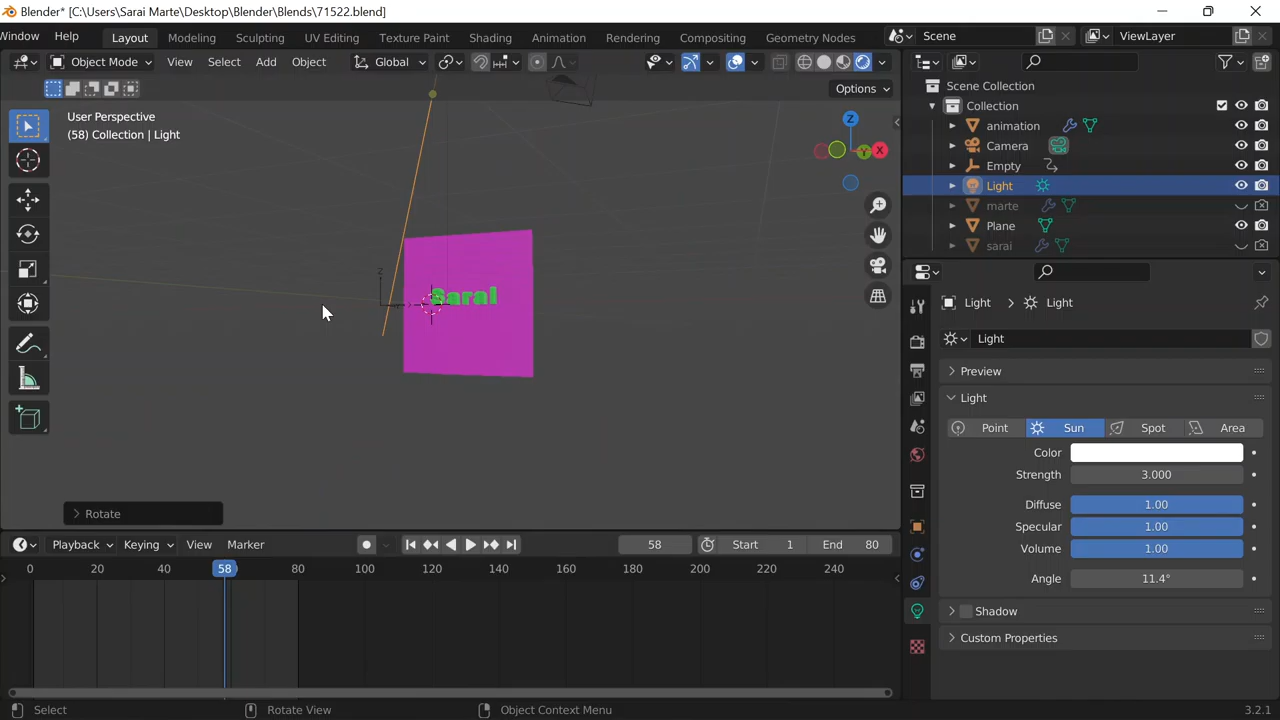 Blender* [C:\Users\Sarai Marte\Desktop\Blender\Blends\71522.blend]
Window Help Layout Modeling Sculpting UV Editing Texture Paint Shading Animation Rendering Compositing Geometry Nodes Scene ViewLayer
Object Mode View Select Add Object Global
Options
User Perspective
(58) Collection | Light
Z
X
Y
Z
Sarai
Rotate
Scene Collection
Collection
animation
Camera
Empty
Light
marte
Plane
sarai
Light > Light
Light
Preview
Light
Point Sun Spot Area
Color
Strength 3.000
Diffuse 1.00
Specular 1.00
Volume 1.00
Angle 11.4°
Shadow
Custom Properties
Playback Keying View Marker 58 Start 1 End 80
0 20 40 58 80 100 120 140 160 180 200 220 240
Select Rotate View Object Context Menu 3.2.1